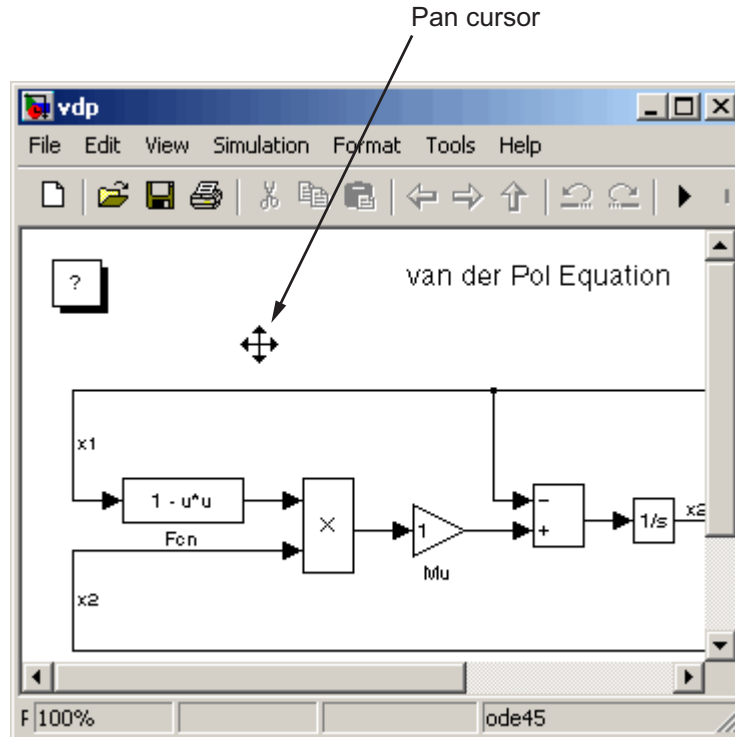 Pan cursor
vdp
File Edit View Simulation Format Tools Help
?
van der Pol Equation
x1
1 - u*u
Fcn
×
1
Mu
−
+
1/s
x2
x2
F 100%
ode45